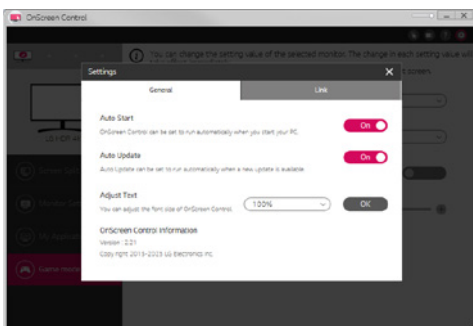 OnScreen Control
You can change the setting value of the selected monitor. The change in each setting value will
Settings
General
Link
Auto Start
On
OnScreen Control can be set to run automatically when you start your PC.
Auto Update
On
Auto Update can be set to run automatically when a new update is available.
Adjust Text
100%
OK
You can adjust the font size of OnScreen Control.
OnScreen Control Information
Version : 2.21
Copyright 2013-2023 LG Electronics Inc.
Game mode